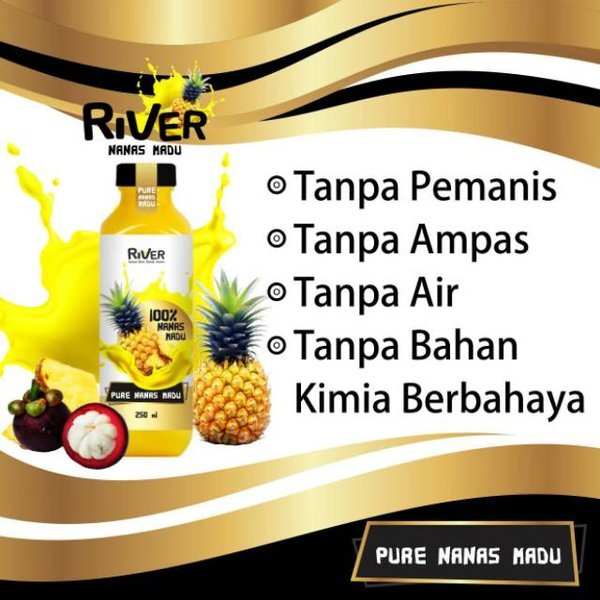 RIVER
NANAS MADU
Tanpa Pemanis
Tanpa Ampas
Tanpa Air
Tanpa Bahan
Kimia Berbahaya
PURE
NANAS
MADU
RIVER
100%
NANAS
MADU
PURE NANAS MADU
250 ml
PURE NANAS MADU